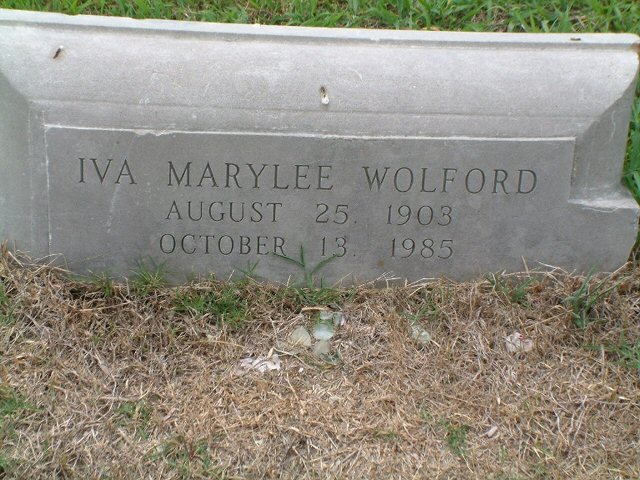 IVA MARYLEE WOLFORD
AUGUST 25. 1903
OCTOBER 13. 1985